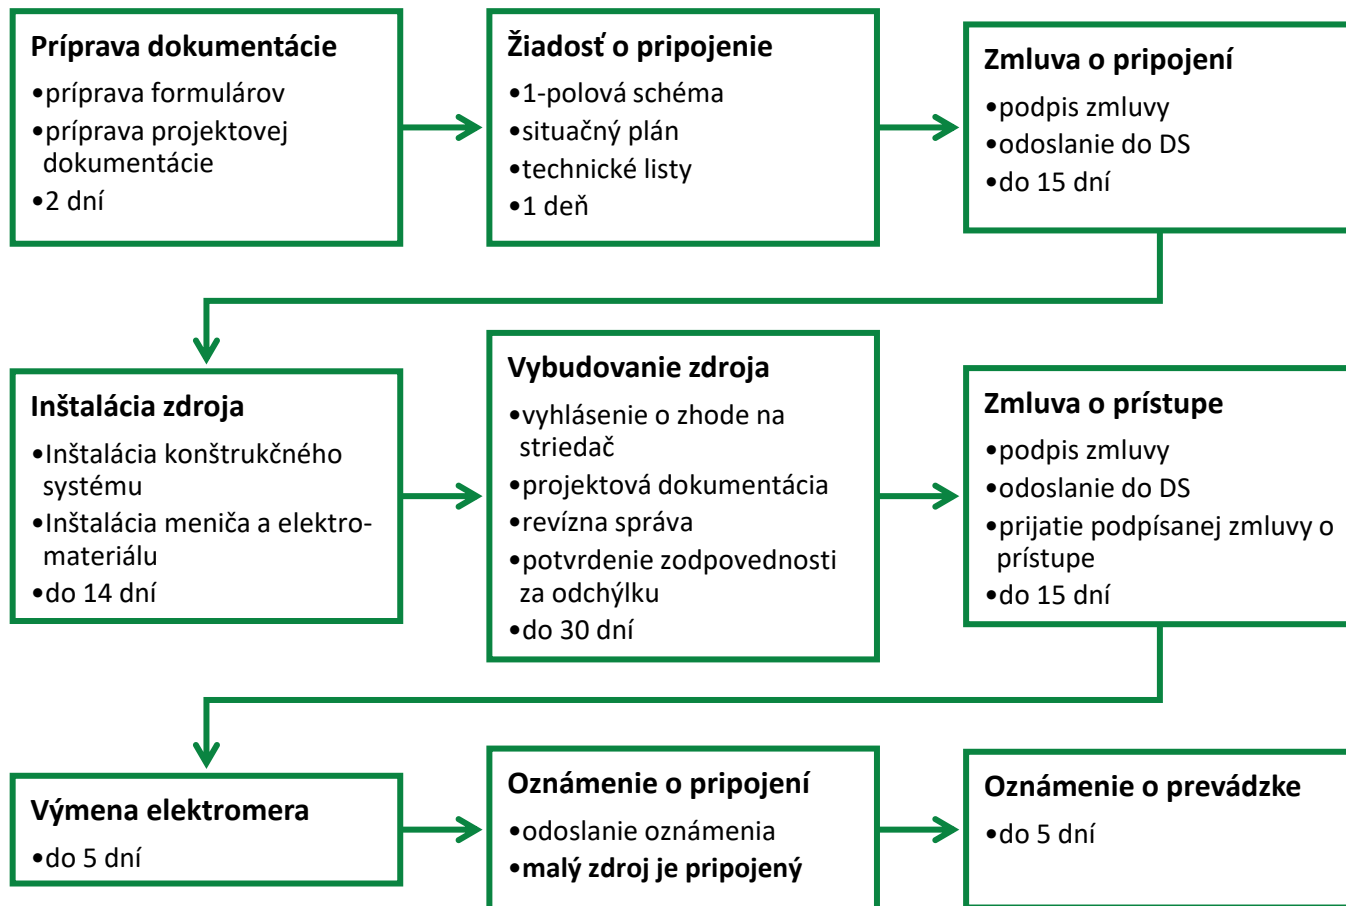 Príprava dokumentácie
•príprava formulárov
•príprava projektovej
dokumentácie
•2 dní
Žiadosť o pripojenie
•1-polová schéma
•situačný plán
•technické listy
•1 deň
Zmluva o pripojení
•podpis zmluvy
•odoslanie do DS
•do 15 dní
Inštalácia zdroja
•Inštalácia konštrukčného
systému
•Inštalácia meniča a elektro-
materiálu
•do 14 dní
Vybudovanie zdroja
•vyhlásenie o zhode na
striedač
•projektová dokumentácia
•revízna správa
•potvrdenie zodpovednosti
za odchýlku
•do 30 dní
Zmluva o prístupe
•podpis zmluvy
•odoslanie do DS
•prijatie podpísanej zmluvy o
prístupe
•do 15 dní
Výmena elektromera
•do 5 dní
Oznámenie o pripojení
•odoslanie oznámenia
•malý zdroj je pripojený
Oznámenie o prevádzke
•do 5 dní